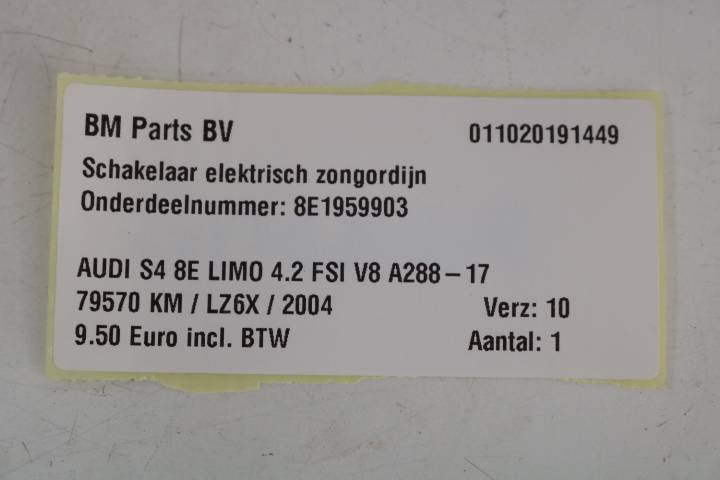 BM Parts BV 011020191449
Schakelaar elektrisch zongordijn
Onderdeelnummer: 8E1959903
AUDI S4 8E LIMO 4.2 FSI V8 A288-17
79570 KM / LZ6X / 2004 Verz: 10
9.50 Euro incl. BTW Aantal: 1